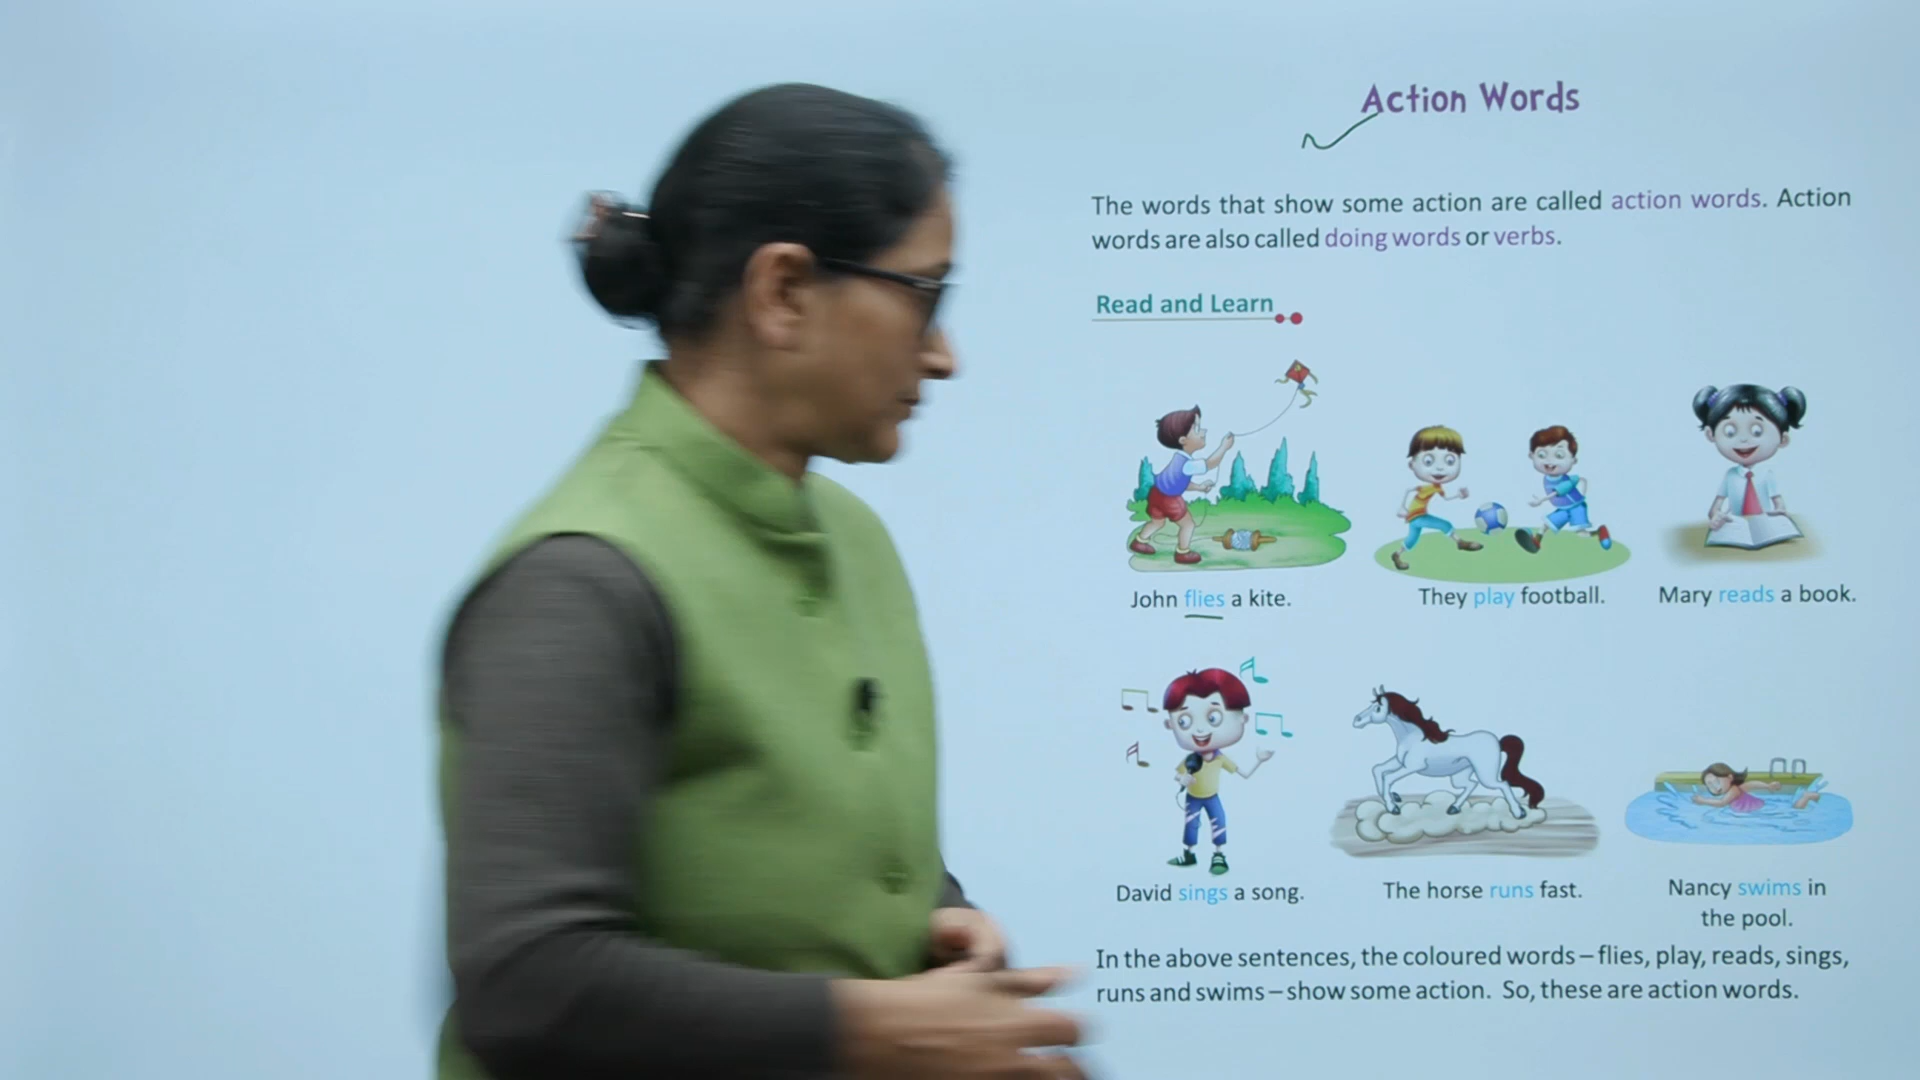 Action Words
The words that show some action are called action words. Action
words are also called doing words or verbs.
Read and Learn
John flies a kite.
They play football.
Mary reads a book.
David sings a song.
The horse runs fast.
Nancy swims in
the pool.
In the above sentences, the coloured words – flies, play, reads, sings,
runs and swims – show some action. So, these are action words.